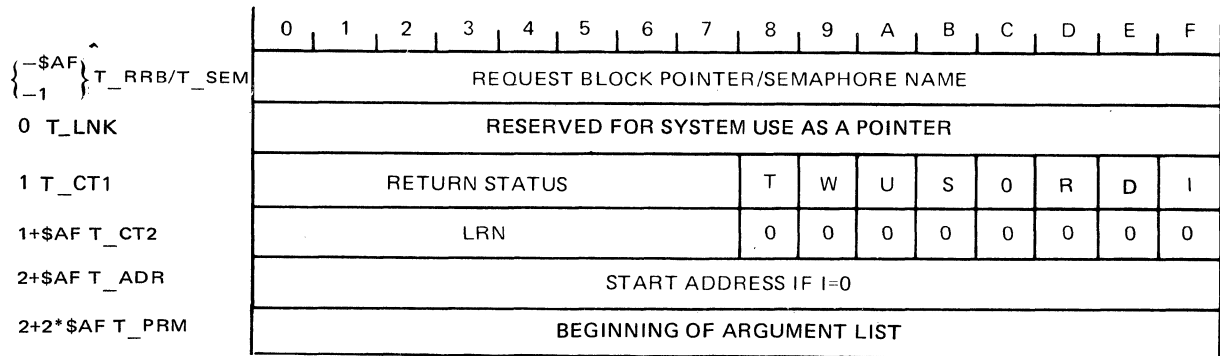 0 1 2 3 4 5 6 7 8 9 A B C D E F
{−$AF −1} T_RRB/T_SEM REQUEST BLOCK POINTER/SEMAPHORE NAME
0 T_LNK RESERVED FOR SYSTEM USE AS A POINTER
1 T_CT1 RETURN STATUS T W U S 0 R D I
1+$AF T_CT2 LRN 0 0 0 0 0 0 0 0
2+$AF T_ADR START ADDRESS IF I=0
2+2*$AF T_PRM BEGINNING OF ARGUMENT LIST